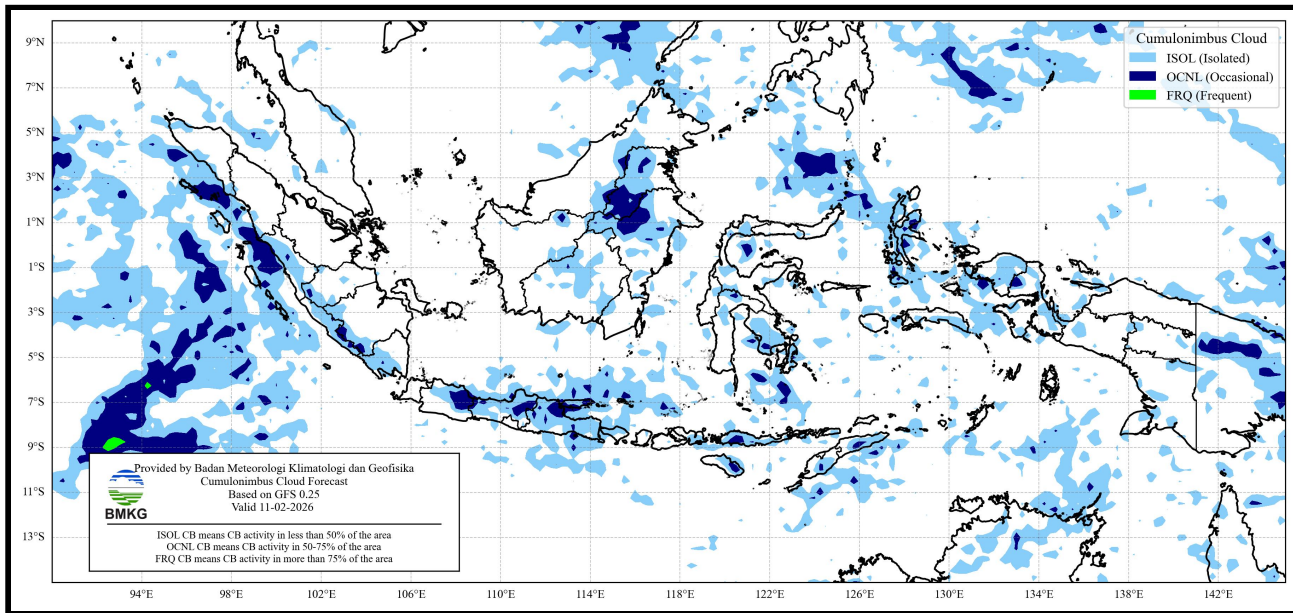 Cumulonimbus Cloud
ISOL (Isolated)
OCNL (Occasional)
FRQ (Frequent)
9°N
7°N
5°N
3°N
1°N
1°S
3°S
5°S
7°S
9°S
11°S
13°S
Provided by Badan Meteorologi Klimatologi dan Geofisika
Cumulonimbus Cloud Forecast
Based on GFS 0.25
Valid 11-02-2026
BMKG
ISOL CB means CB activity in less than 50% of the area
OCNL CB means CB activity in 50-75% of the area
FRQ CB means CB activity in more than 75% of the area
94°E 98°E 102°E 106°E 110°E 114°E 118°E 122°E 126°E 130°E 134°E 138°E 142°E